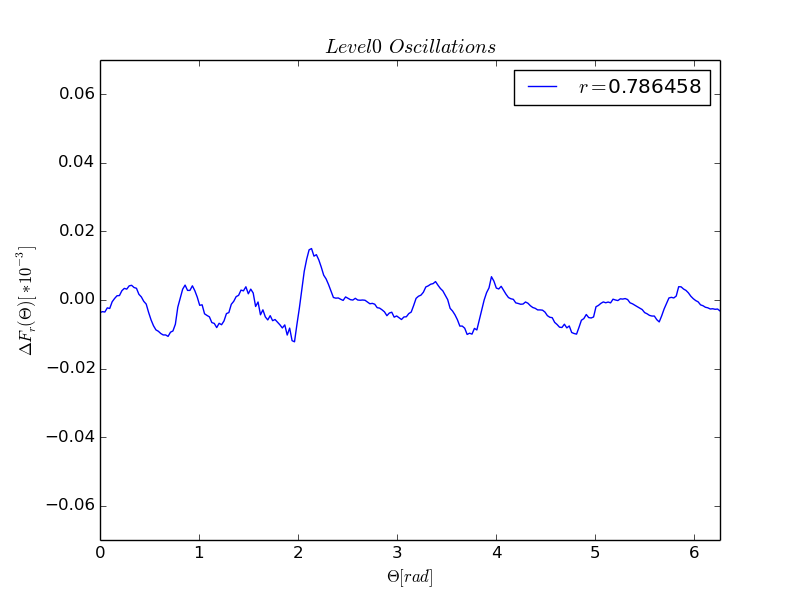 Level0 Oscillations
r=0.786458
0.06
0.04
0.02
0.00
−0.02
−0.04
−0.06
ΔF_r(Θ)[∗10^{−3}]
0 1 2 3 4 5 6
Θ[rad]